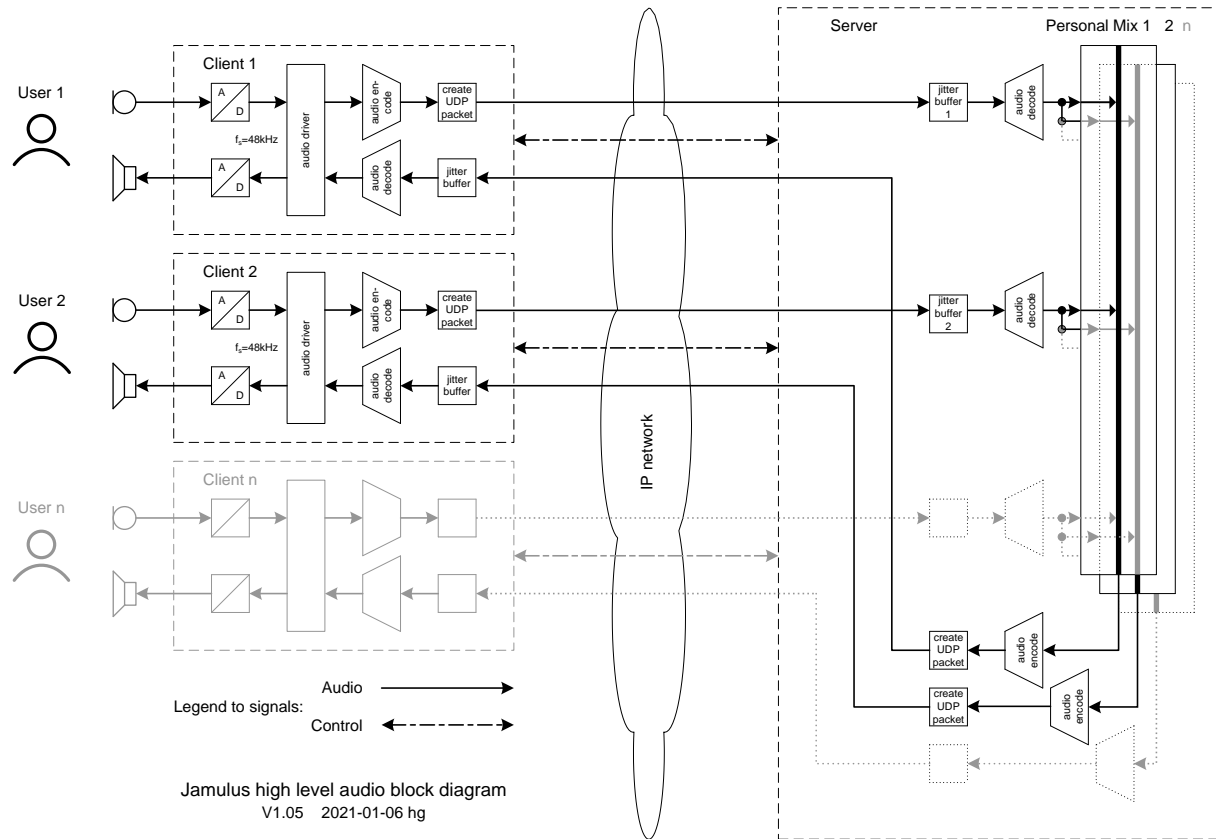 Server
Personal Mix 1 2 n
User 1
Client 1
A
D
fs=48kHz
A
D
audio driver
audio en-
code
create
UDP
packet
audio
decode
jitter
buffer
jitter
buffer
1
audio
decode
User 2
Client 2
A
D
fs=48kHz
A
D
audio driver
audio en-
code
create
UDP
packet
audio
decode
jitter
buffer
jitter
buffer
2
audio
decode
IP network
User n
Client n
create
UDP
packet
audio
encode
create
UDP
packet
audio
encode
Legend to signals:
Audio
Control
Jamulus high level audio block diagram
V1.05 2021-01-06 hg